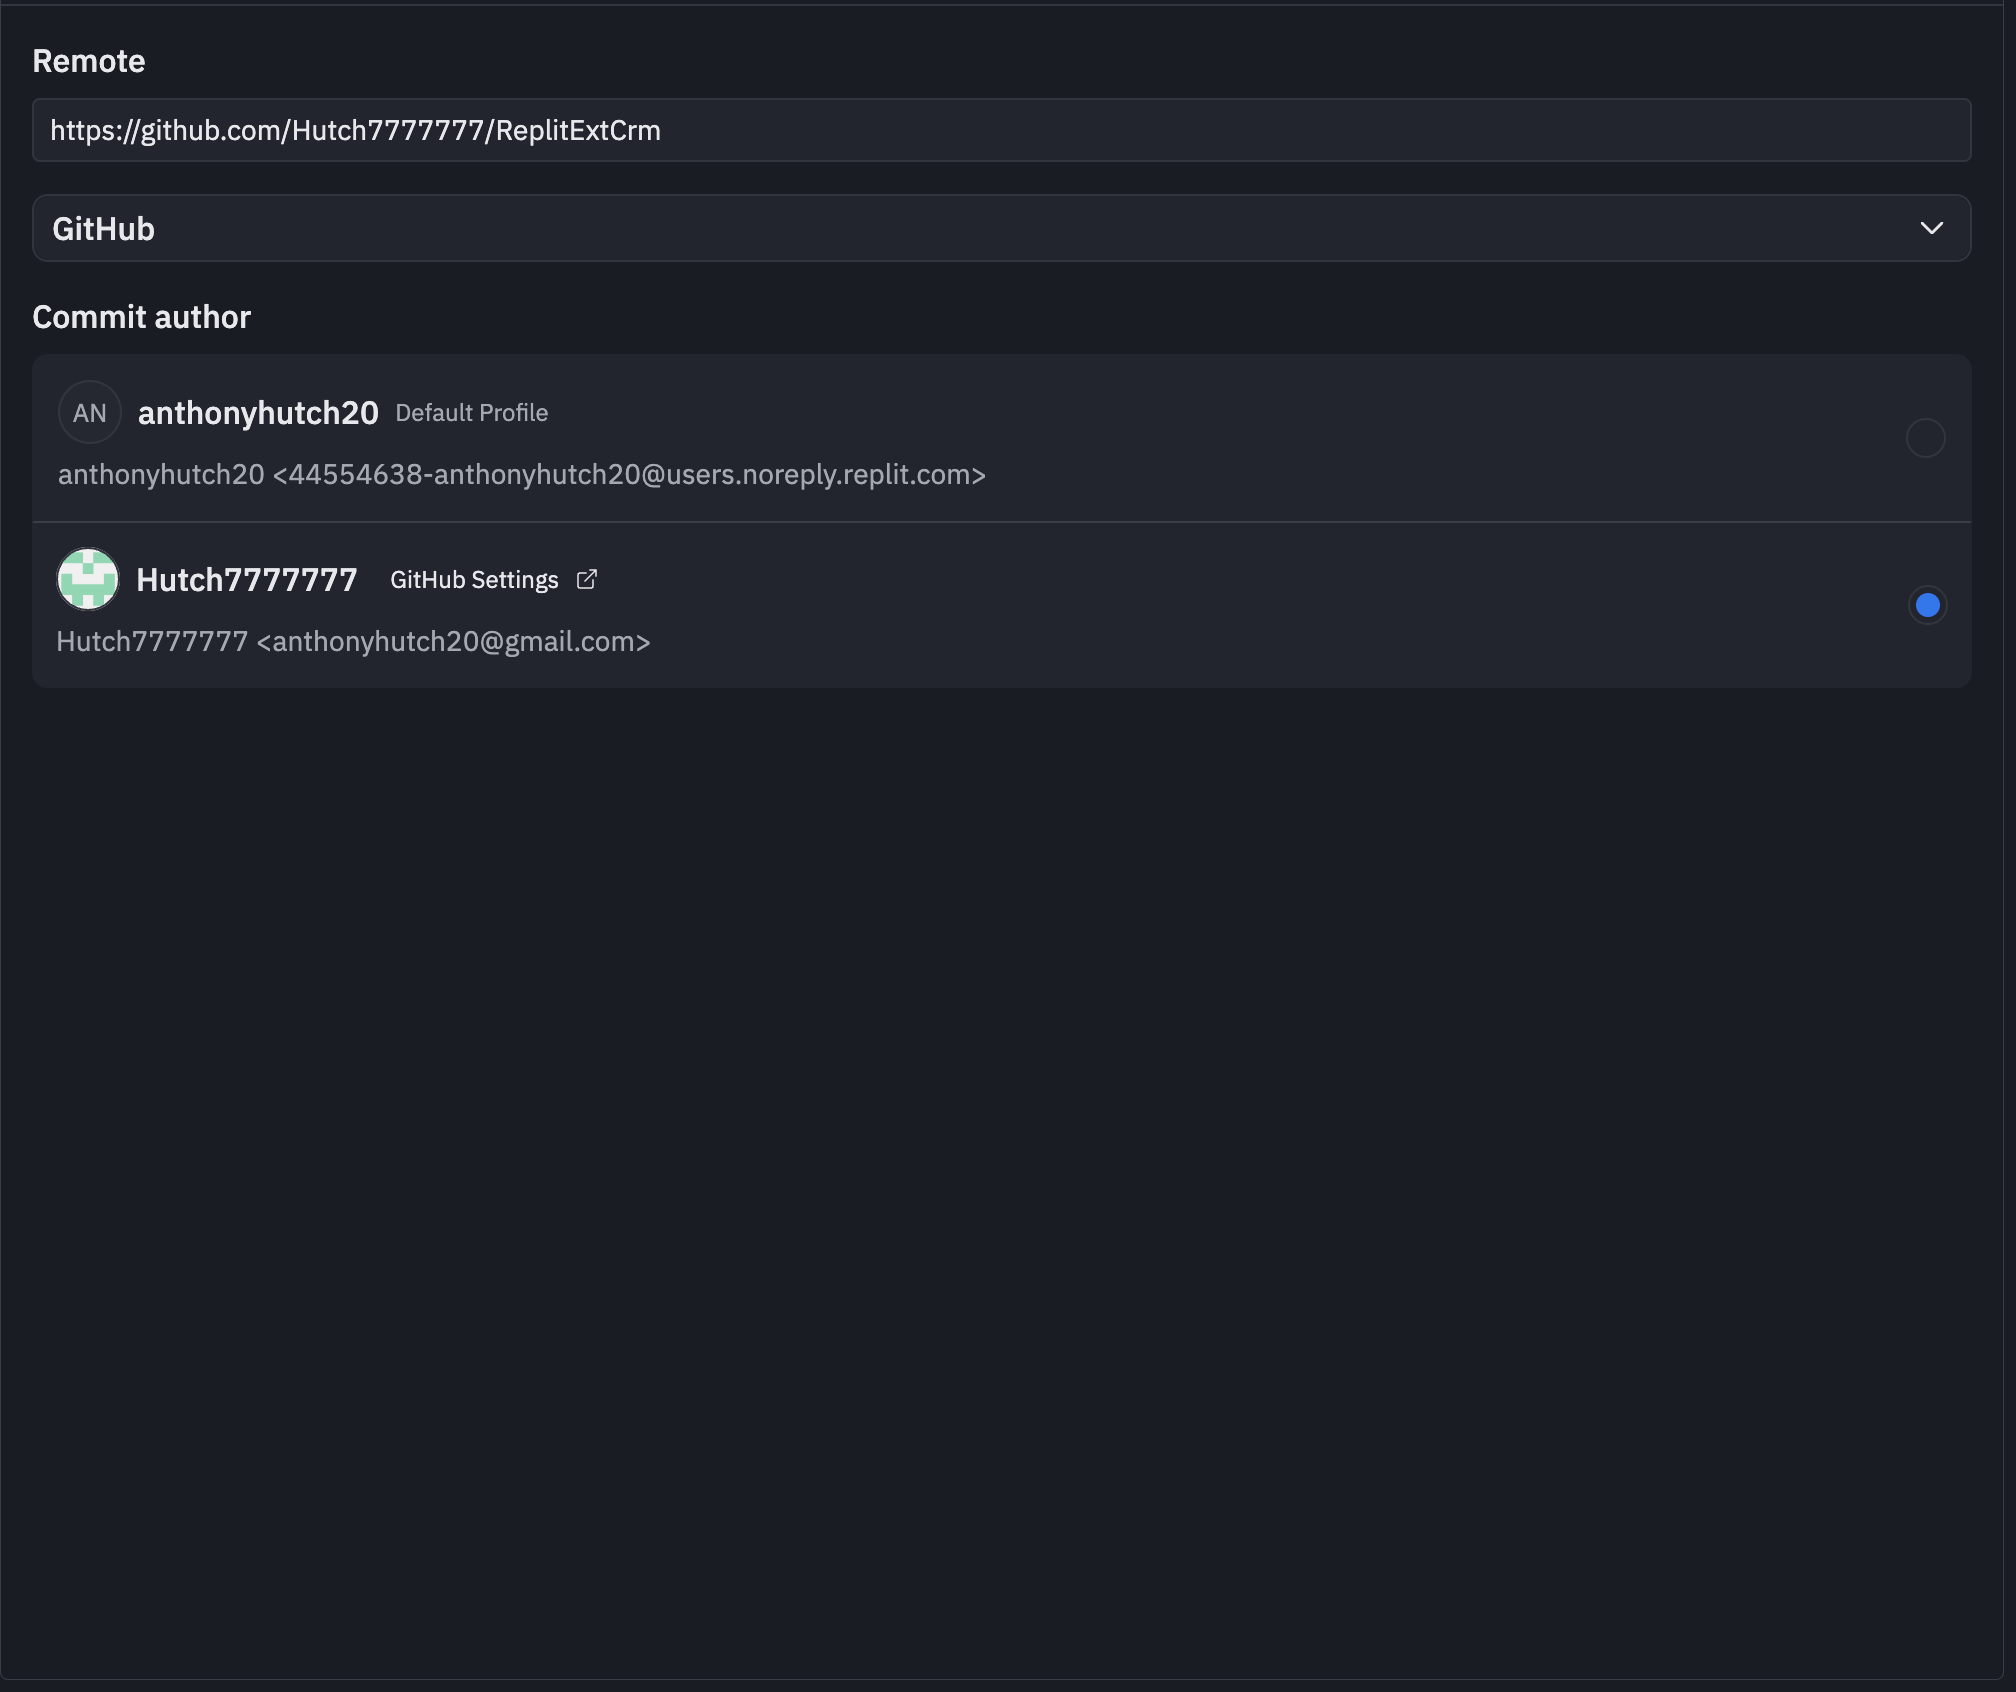 Remote
https://github.com/Hutch7777777/ReplitExtCrm
GitHub
Commit author
AN anthonyhutch20 Default Profile
anthonyhutch20 <44554638-anthonyhutch20@users.noreply.replit.com>
Hutch7777777 GitHub Settings
Hutch7777777 <anthonyhutch20@gmail.com>